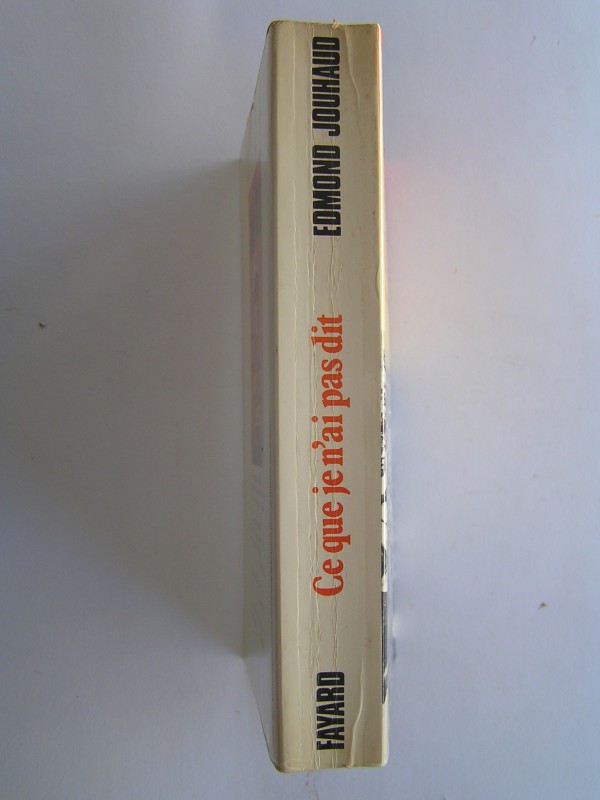 EDMOND JOUHAUD
Ce que je n'ai pas dit
FAYARD